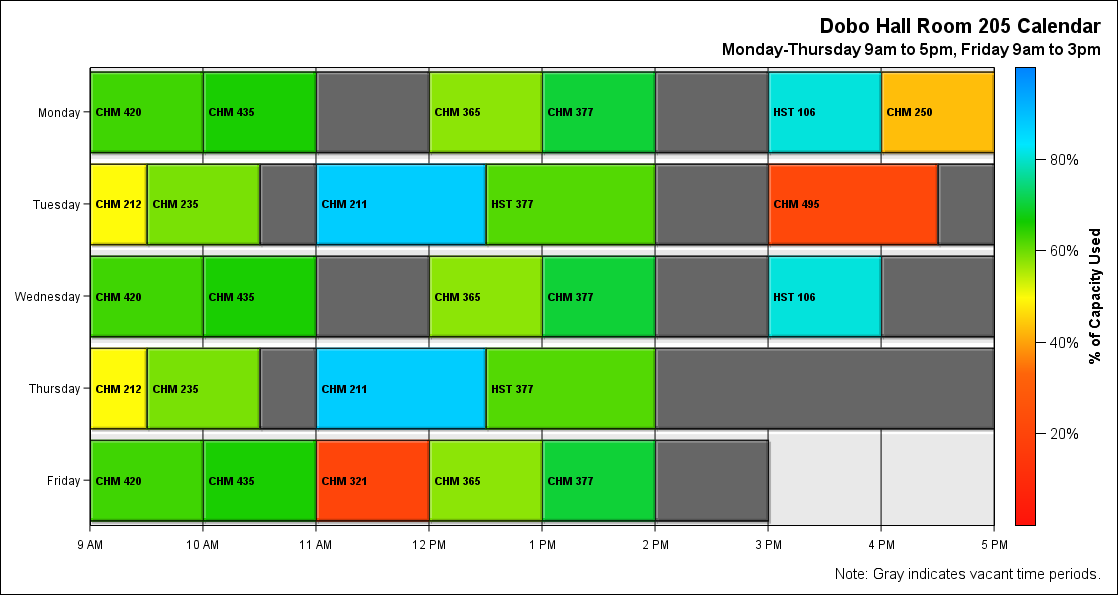 Dobo Hall Room 205 Calendar
Monday-Thursday 9am to 5pm, Friday 9am to 3pm
Monday
CHM 420
CHM 435
CHM 365
CHM 377
HST 106
CHM 250
Tuesday
CHM 212
CHM 235
CHM 211
HST 377
CHM 495
Wednesday
CHM 420
CHM 435
CHM 365
CHM 377
HST 106
Thursday
CHM 212
CHM 235
CHM 211
HST 377
Friday
CHM 420
CHM 435
CHM 321
CHM 365
CHM 377
9 AM
10 AM
11 AM
12 PM
1 PM
2 PM
3 PM
4 PM
5 PM
80%
60%
40%
20%
% of Capacity Used
Note: Gray indicates vacant time periods.